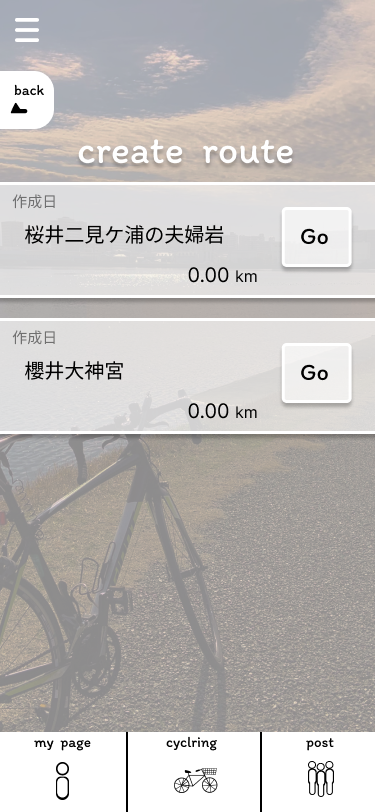 back
create route
作成日
桜井二見ケ浦の夫婦岩
Go
0.00 km
作成日
櫻井大神宮
Go
0.00 km
my page
cyclring
post